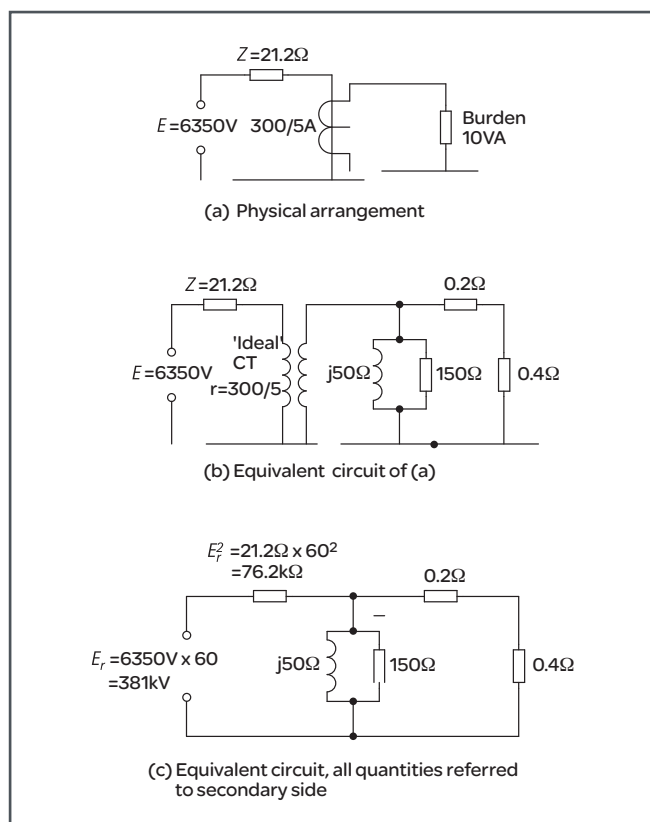 Z =21.2Ω
E =6350V
300/5A
Burden
10VA
(a) Physical arrangement
Z =21.2Ω
0.2Ω
'Ideal'
CT
r=300/5
E =6350V
j50Ω
150Ω
0.4Ω
(b) Equivalent circuit of (a)
E_r^2 =21.2Ω x 60²
=76.2kΩ
0.2Ω
E_r =6350V x 60
=381kV
j50Ω
150Ω
0.4Ω
(c) Equivalent circuit, all quantities referred
to secondary side